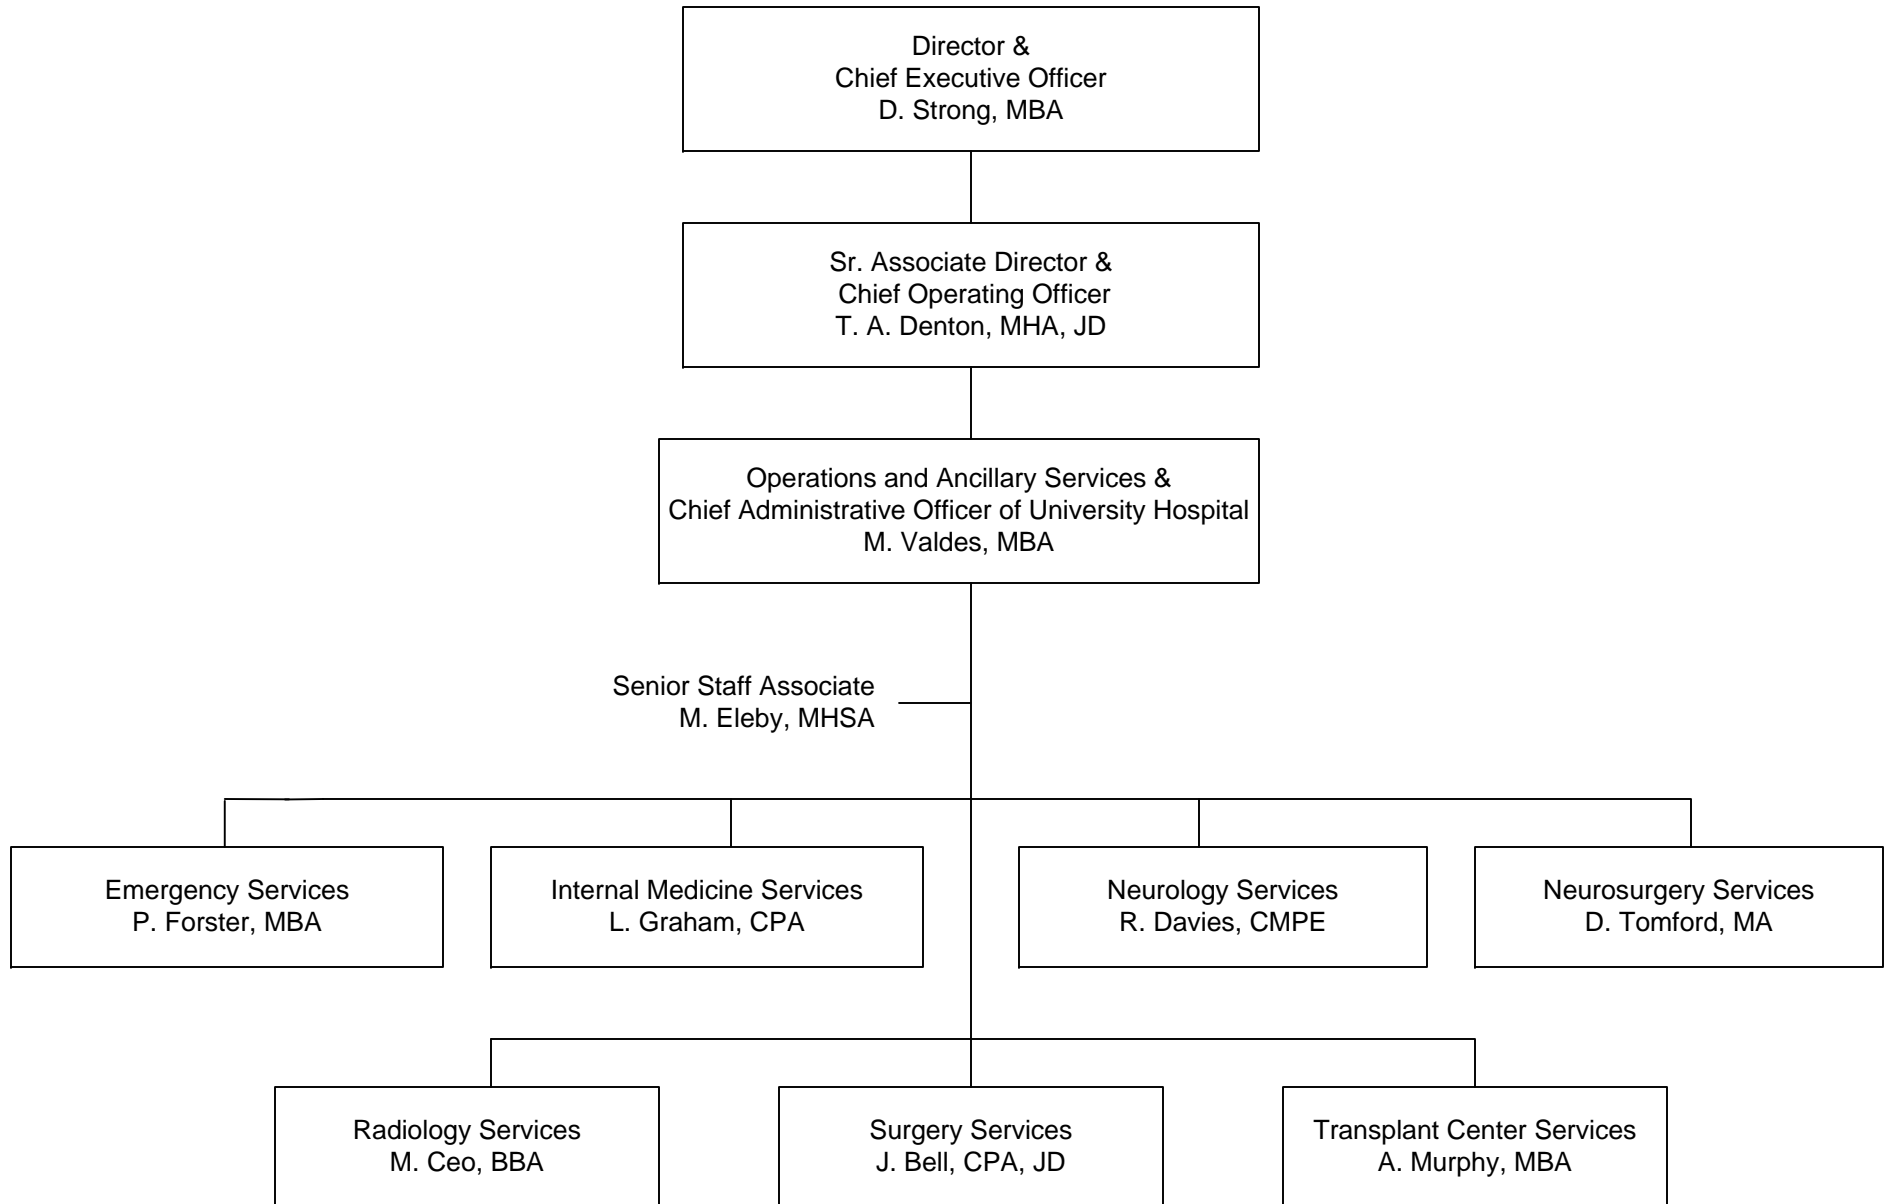 Director &
Chief Executive Officer
D. Strong, MBA
Sr. Associate Director &
Chief Operating Officer
T. A. Denton, MHA, JD
Operations and Ancillary Services &
Chief Administrative Officer of University Hospital
M. Valdes, MBA
Senior Staff Associate
M. Eleby, MHSA
Emergency Services
P. Forster, MBA
Internal Medicine Services
L. Graham, CPA
Neurology Services
R. Davies, CMPE
Neurosurgery Services
D. Tomford, MA
Radiology Services
M. Ceo, BBA
Surgery Services
J. Bell, CPA, JD
Transplant Center Services
A. Murphy, MBA